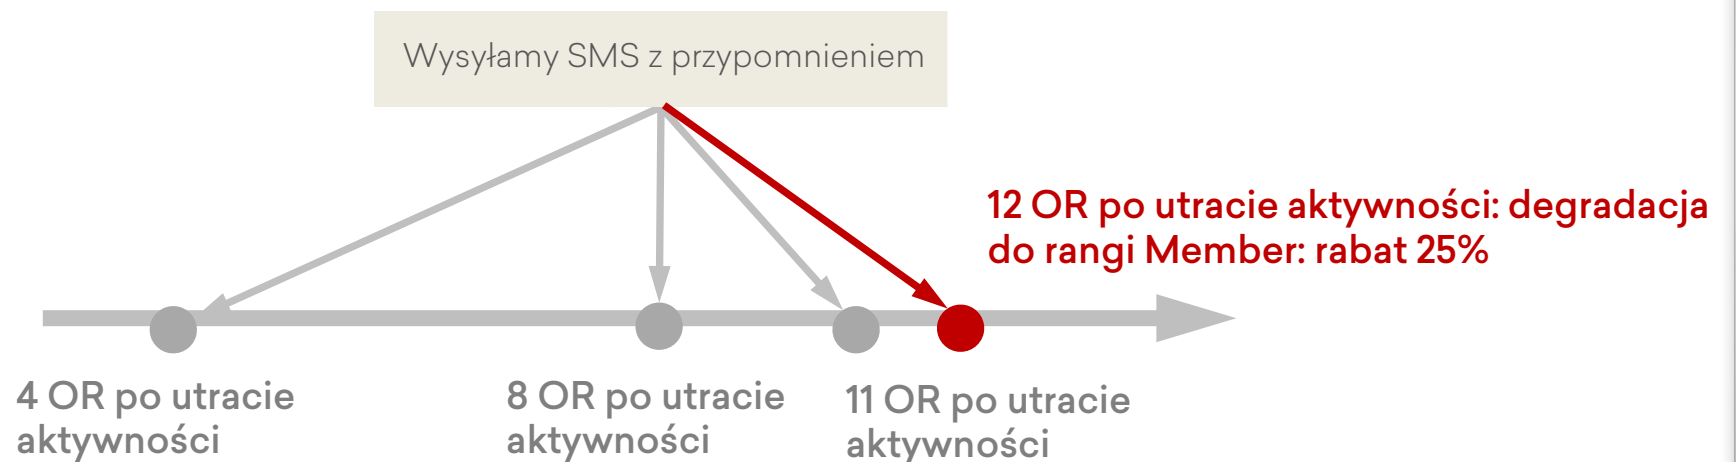 Wysyłamy SMS z przypomnieniem
12 OR po utracie aktywności: degradacja
do rangi Member: rabat 25%
4 OR po utracie
aktywności
8 OR po utracie
aktywności
11 OR po utracie
aktywności